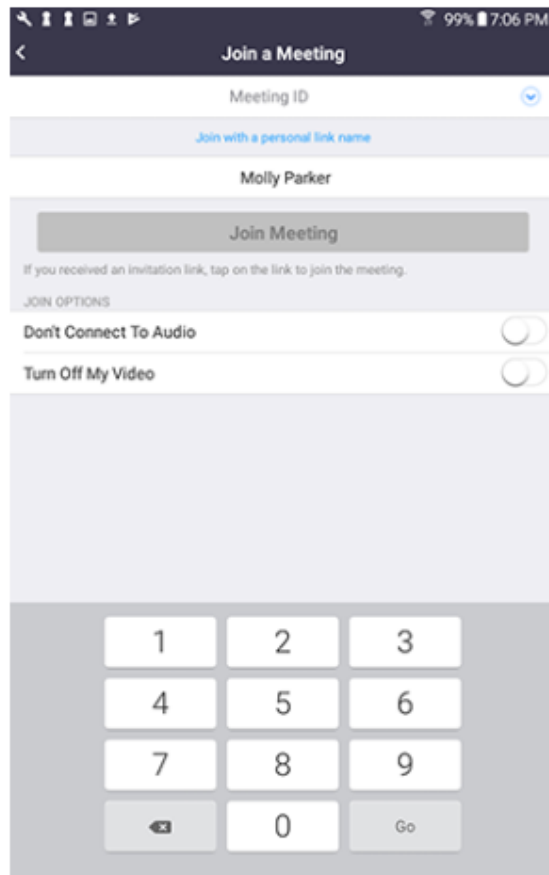 99% 7:06 PM
Join a Meeting
Meeting ID
Join with a personal link name
Molly Parker
Join Meeting
If you received an invitation link, tap on the link to join the meeting.
JOIN OPTIONS
Don't Connect To Audio
Turn Off My Video
1 2 3
4 5 6
7 8 9
0 Go